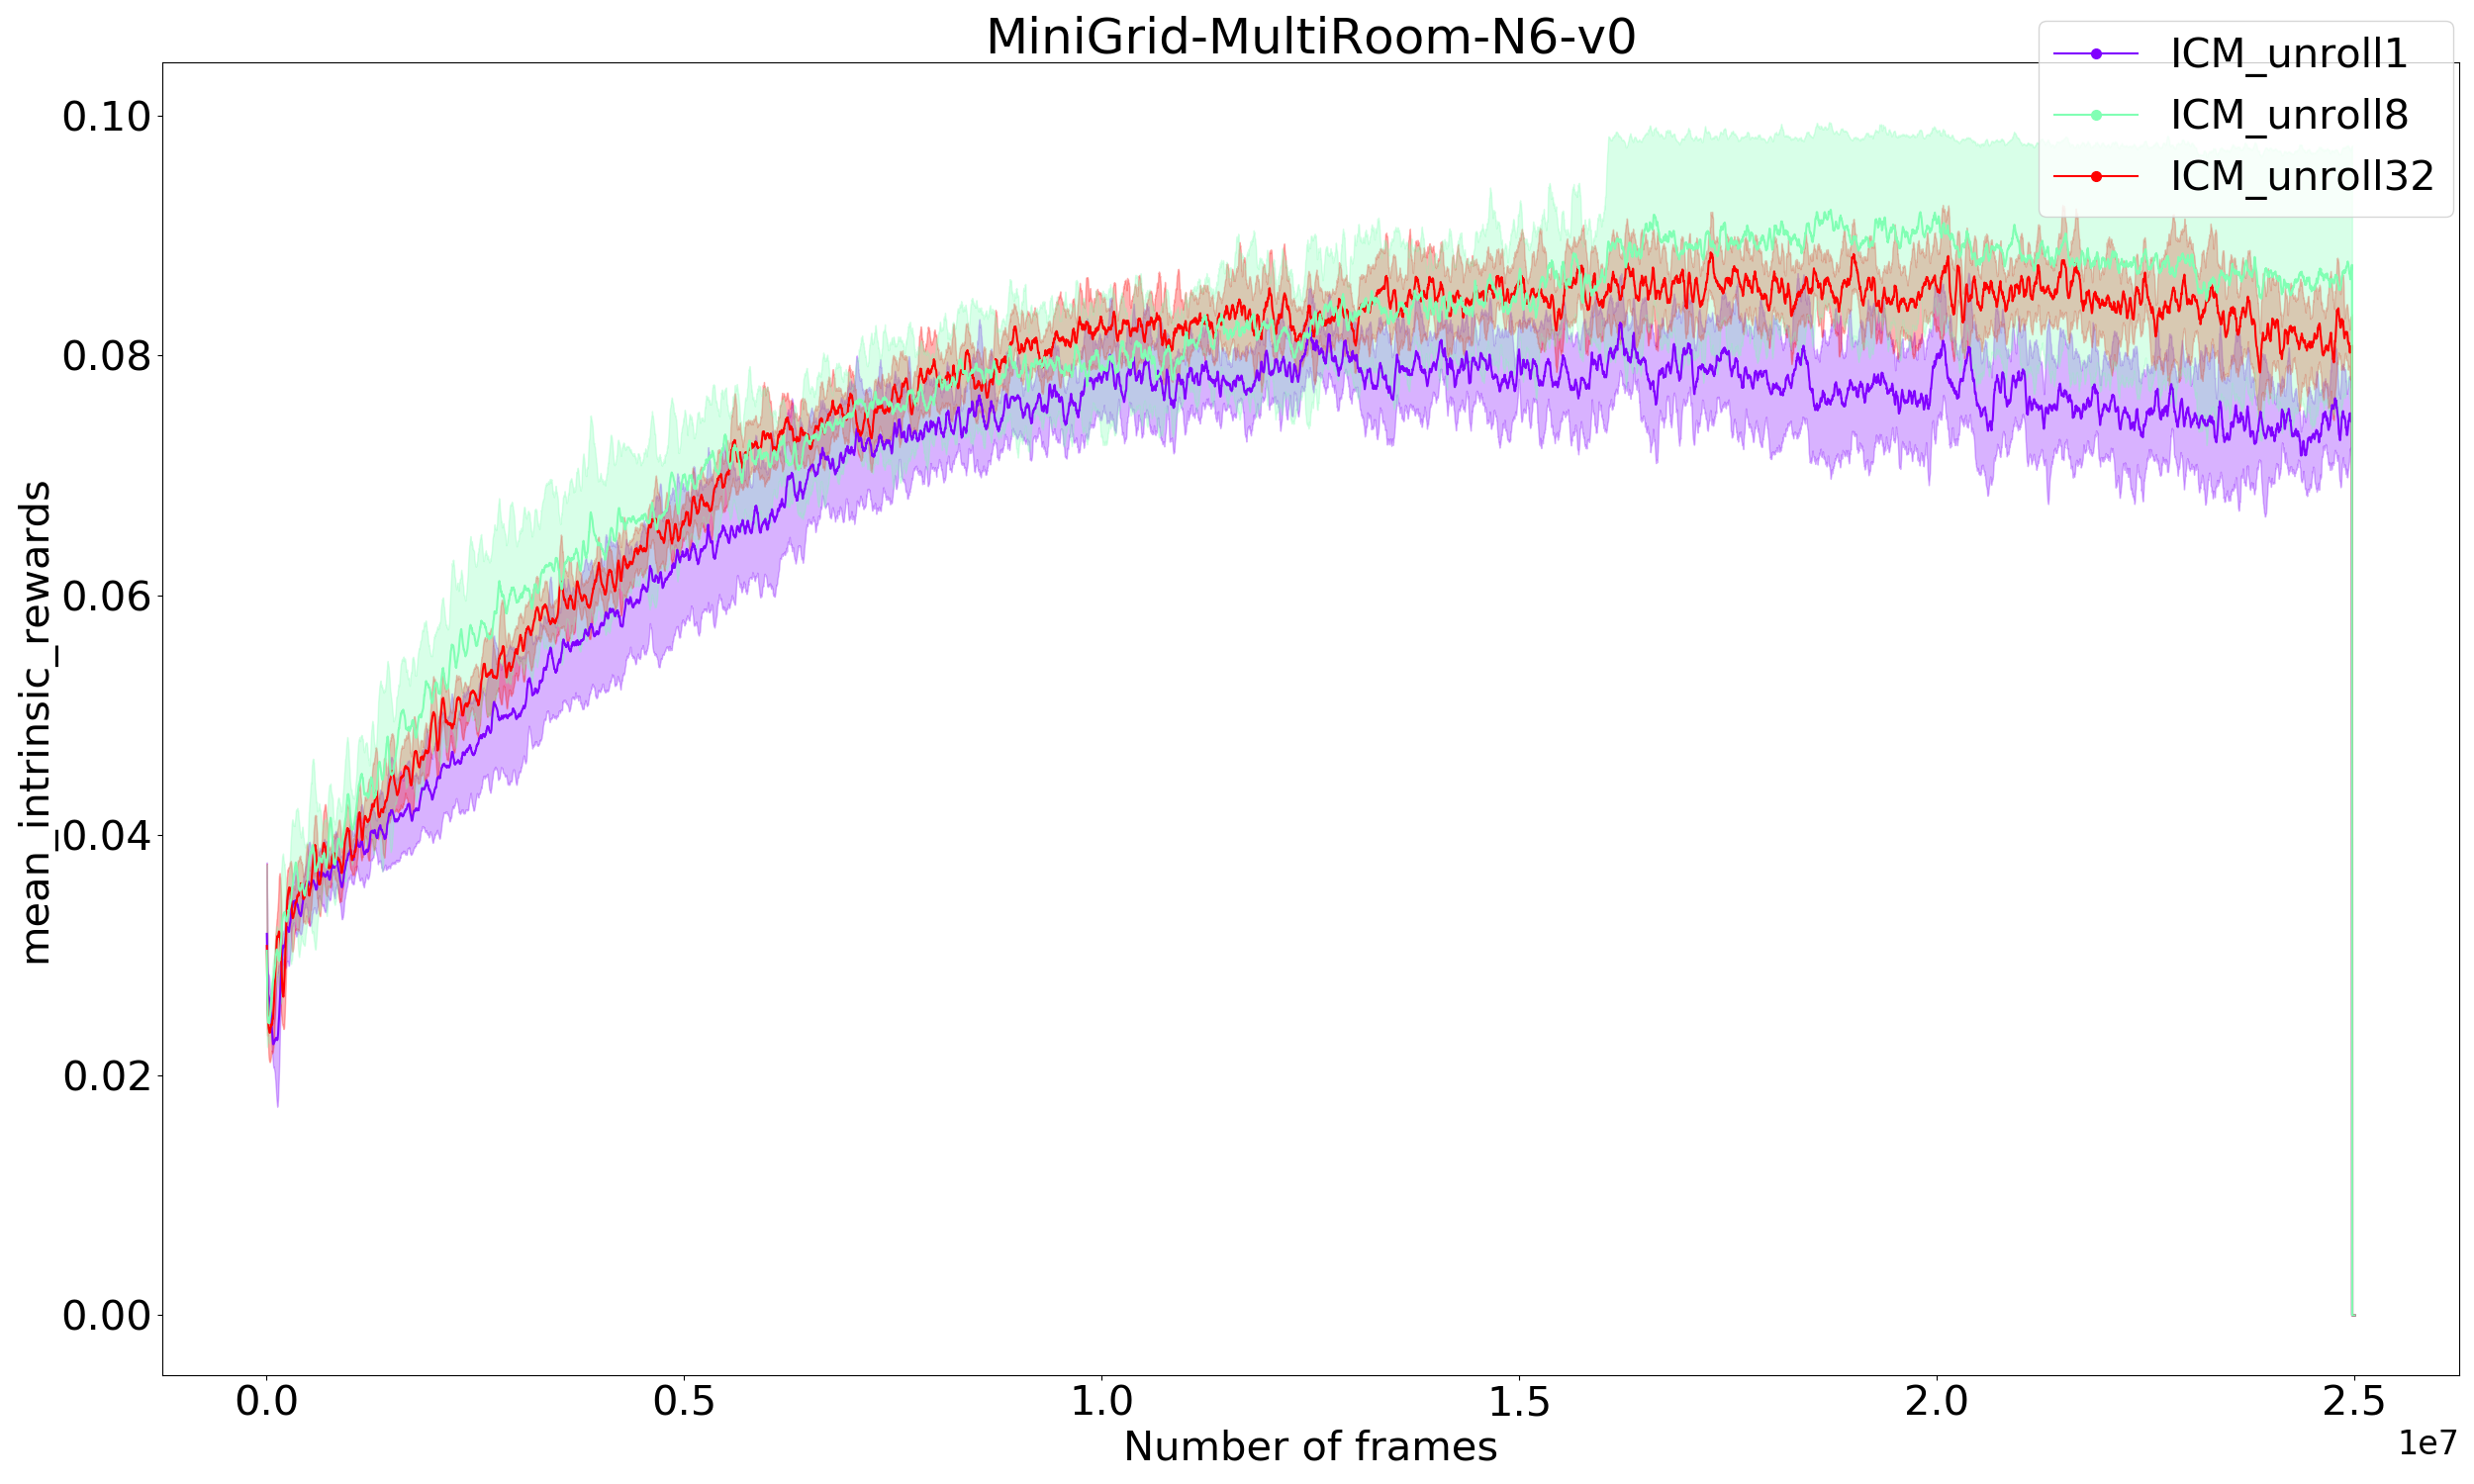 MiniGrid-MultiRoom-N6-v0
ICM_unroll1
ICM_unroll8
ICM_unroll32
mean_intrinsic_rewards
0.10
0.08
0.06
0.04
0.02
0.00
0.0 0.5 1.0 1.5 2.0 2.5
1e7
Number of frames